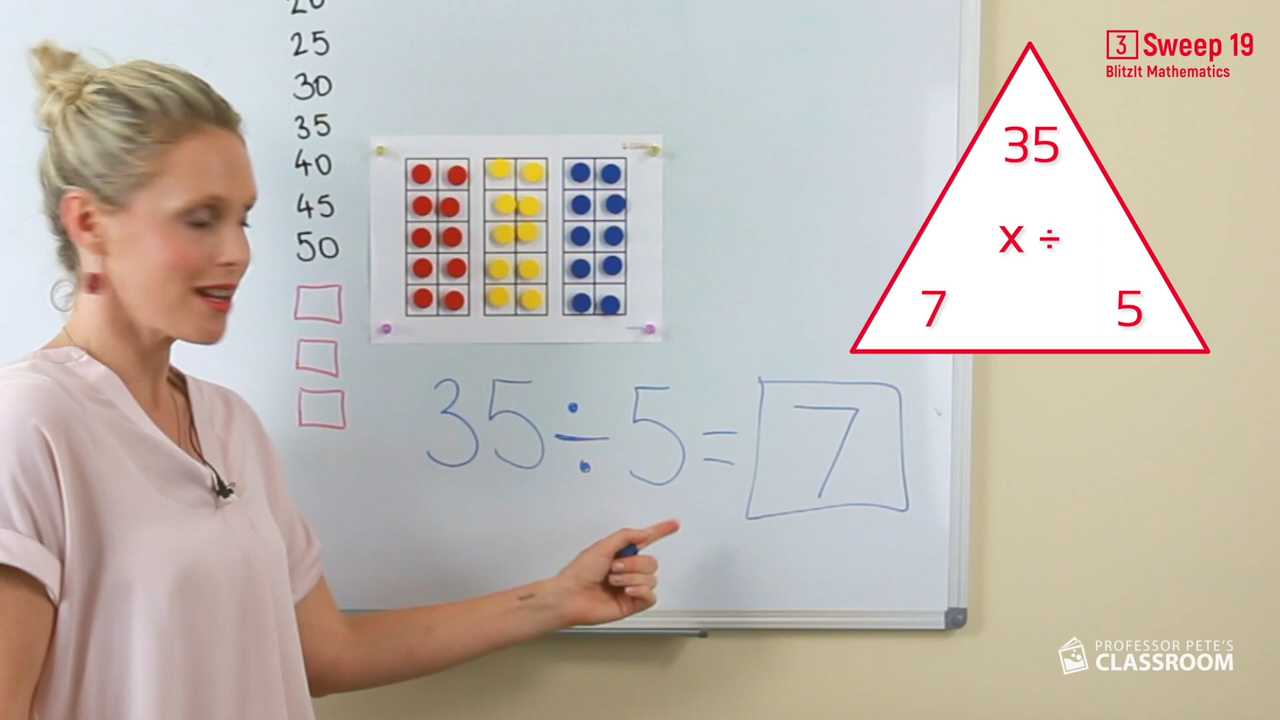 20
25
30
35
40
45
50
35 ÷ 5 = 7
3 Sweep 19
BlitzIt Mathematics
35
x ÷
7 5
PROFESSOR PETE'S
CLASSROOM